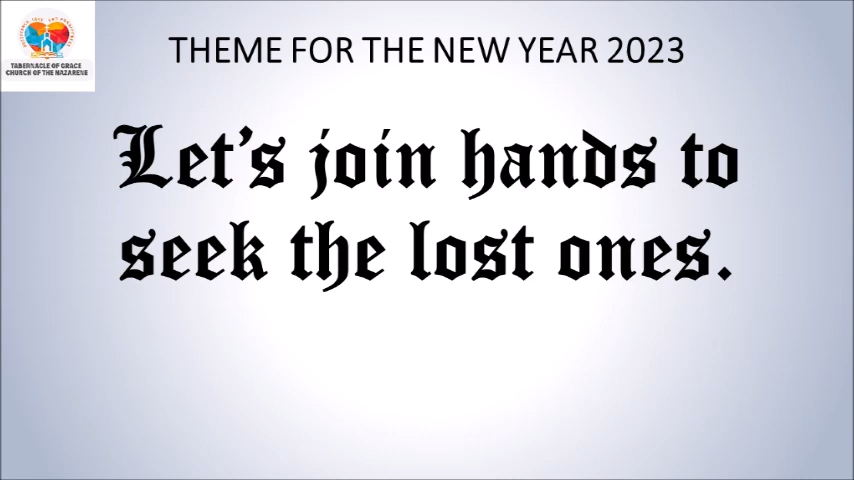 TABERNACLE OF GRACE
CHURCH OF THE NAZARENE
THEME FOR THE NEW YEAR 2023
Let's join hands to
seek the lost ones.